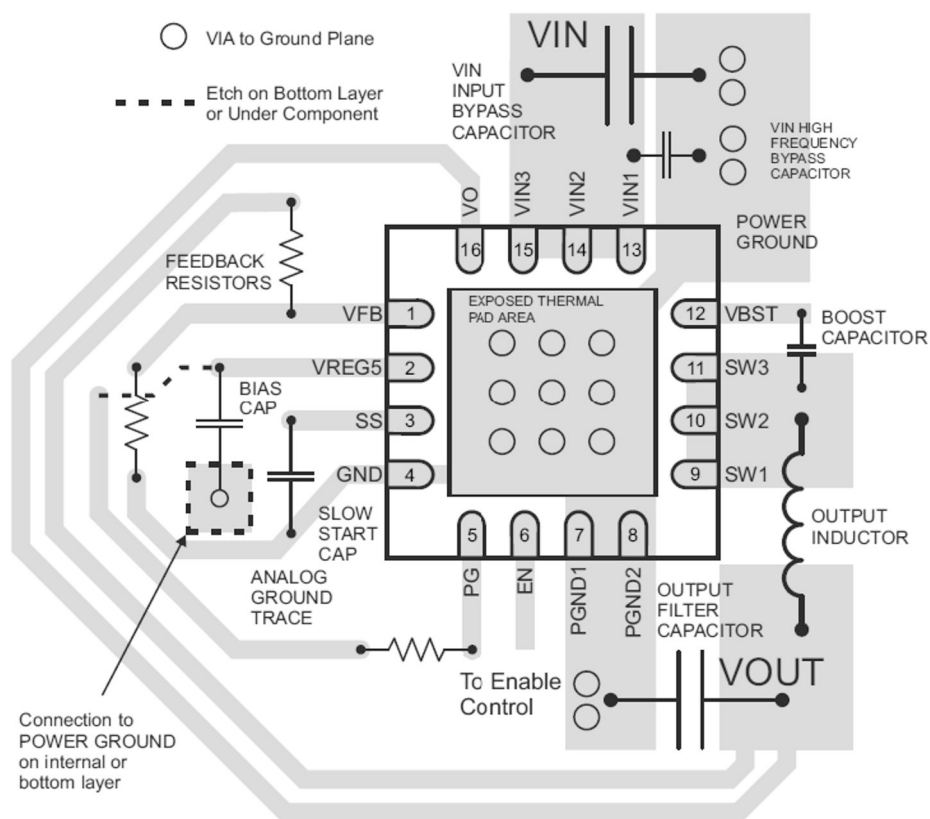 VIA to Ground Plane
Etch on Bottom Layer
or Under Component
VIN
VIN
INPUT
BYPASS
CAPACITOR
VIN HIGH
FREQUENCY
BYPASS
CAPACITOR
POWER
GROUND
VO
VIN3
VIN2
VIN1
16
15
14
13
FEEDBACK
RESISTORS
EXPOSED THERMAL
PAD AREA
VFB
1
VREG5
2
SS
3
GND
4
12
VBST
11
SW3
10
SW2
9
SW1
BOOST
CAPACITOR
BIAS
CAP
SLOW
START
CAP
ANALOG
GROUND
TRACE
OUTPUT
INDUCTOR
5
6
7
8
PG
EN
PGND1
PGND2
OUTPUT
FILTER
CAPACITOR
VOUT
To Enable
Control
Connection to
POWER GROUND
on internal or
bottom layer